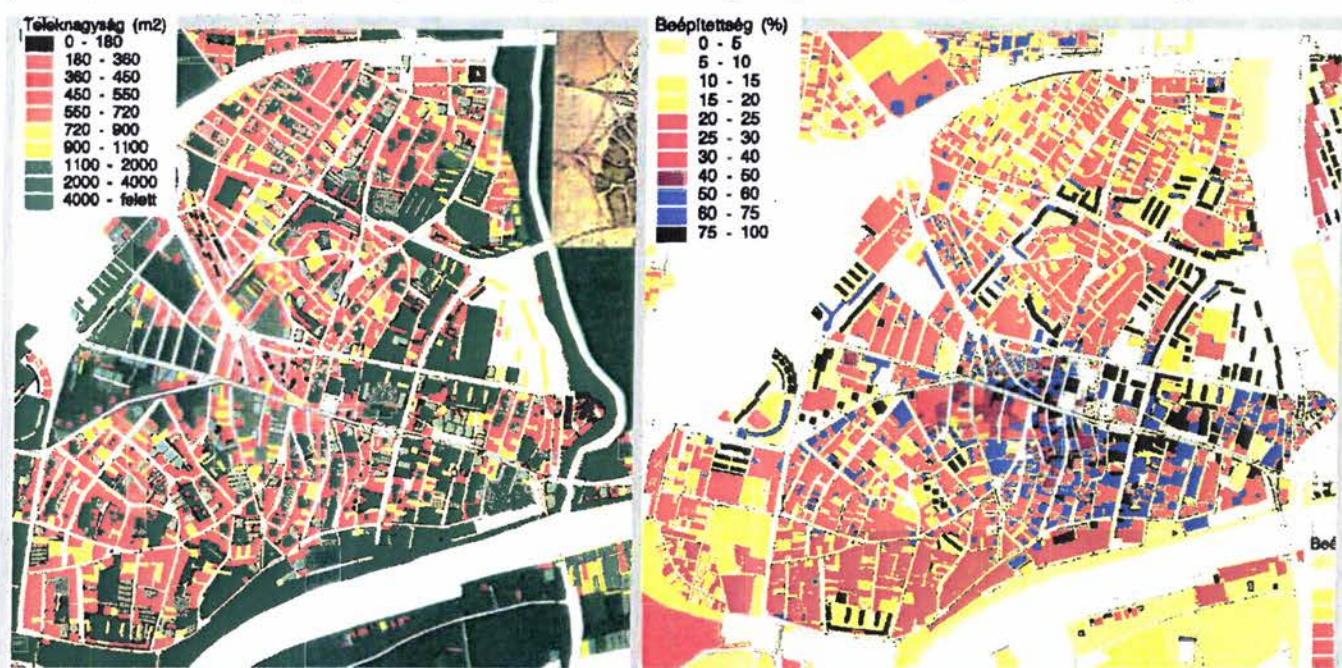 Teleknagyság (m2)
0 - 180
180 - 360
360 - 450
450 - 550
550 - 720
720 - 900
900 - 1100
1100 - 2000
2000 - 4000
4000 - felett
Beépítettség (%)
0 - 5
5 - 10
10 - 15
15 - 20
20 - 25
25 - 30
30 - 40
40 - 50
50 - 60
60 - 75
75 - 100
Beé